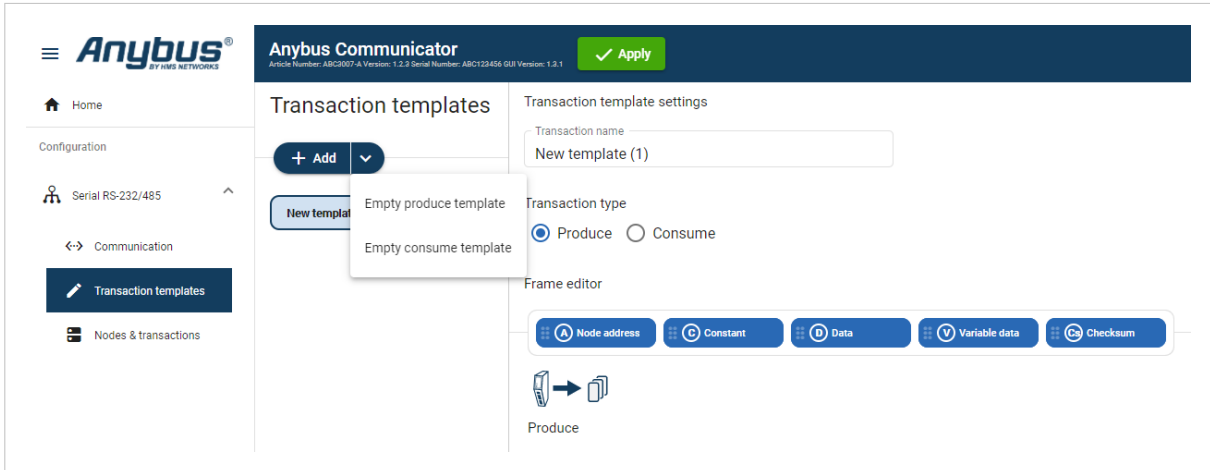 Anybus®
BY HMS NETWORKS
Anybus Communicator
Article Number: ABC3007-A Version: 1.2.3 Serial Number: ABC123456 GUI Version: 1.3.1
Apply
Home
Configuration
Serial RS-232/485
Communication
Transaction templates
Nodes & transactions
Transaction templates
+ Add
Empty produce template
Empty consume template
New templat
Transaction template settings
Transaction name
New template (1)
Transaction type
Produce Consume
Frame editor
A Node address C Constant D Data V Variable data Cs Checksum
Produce